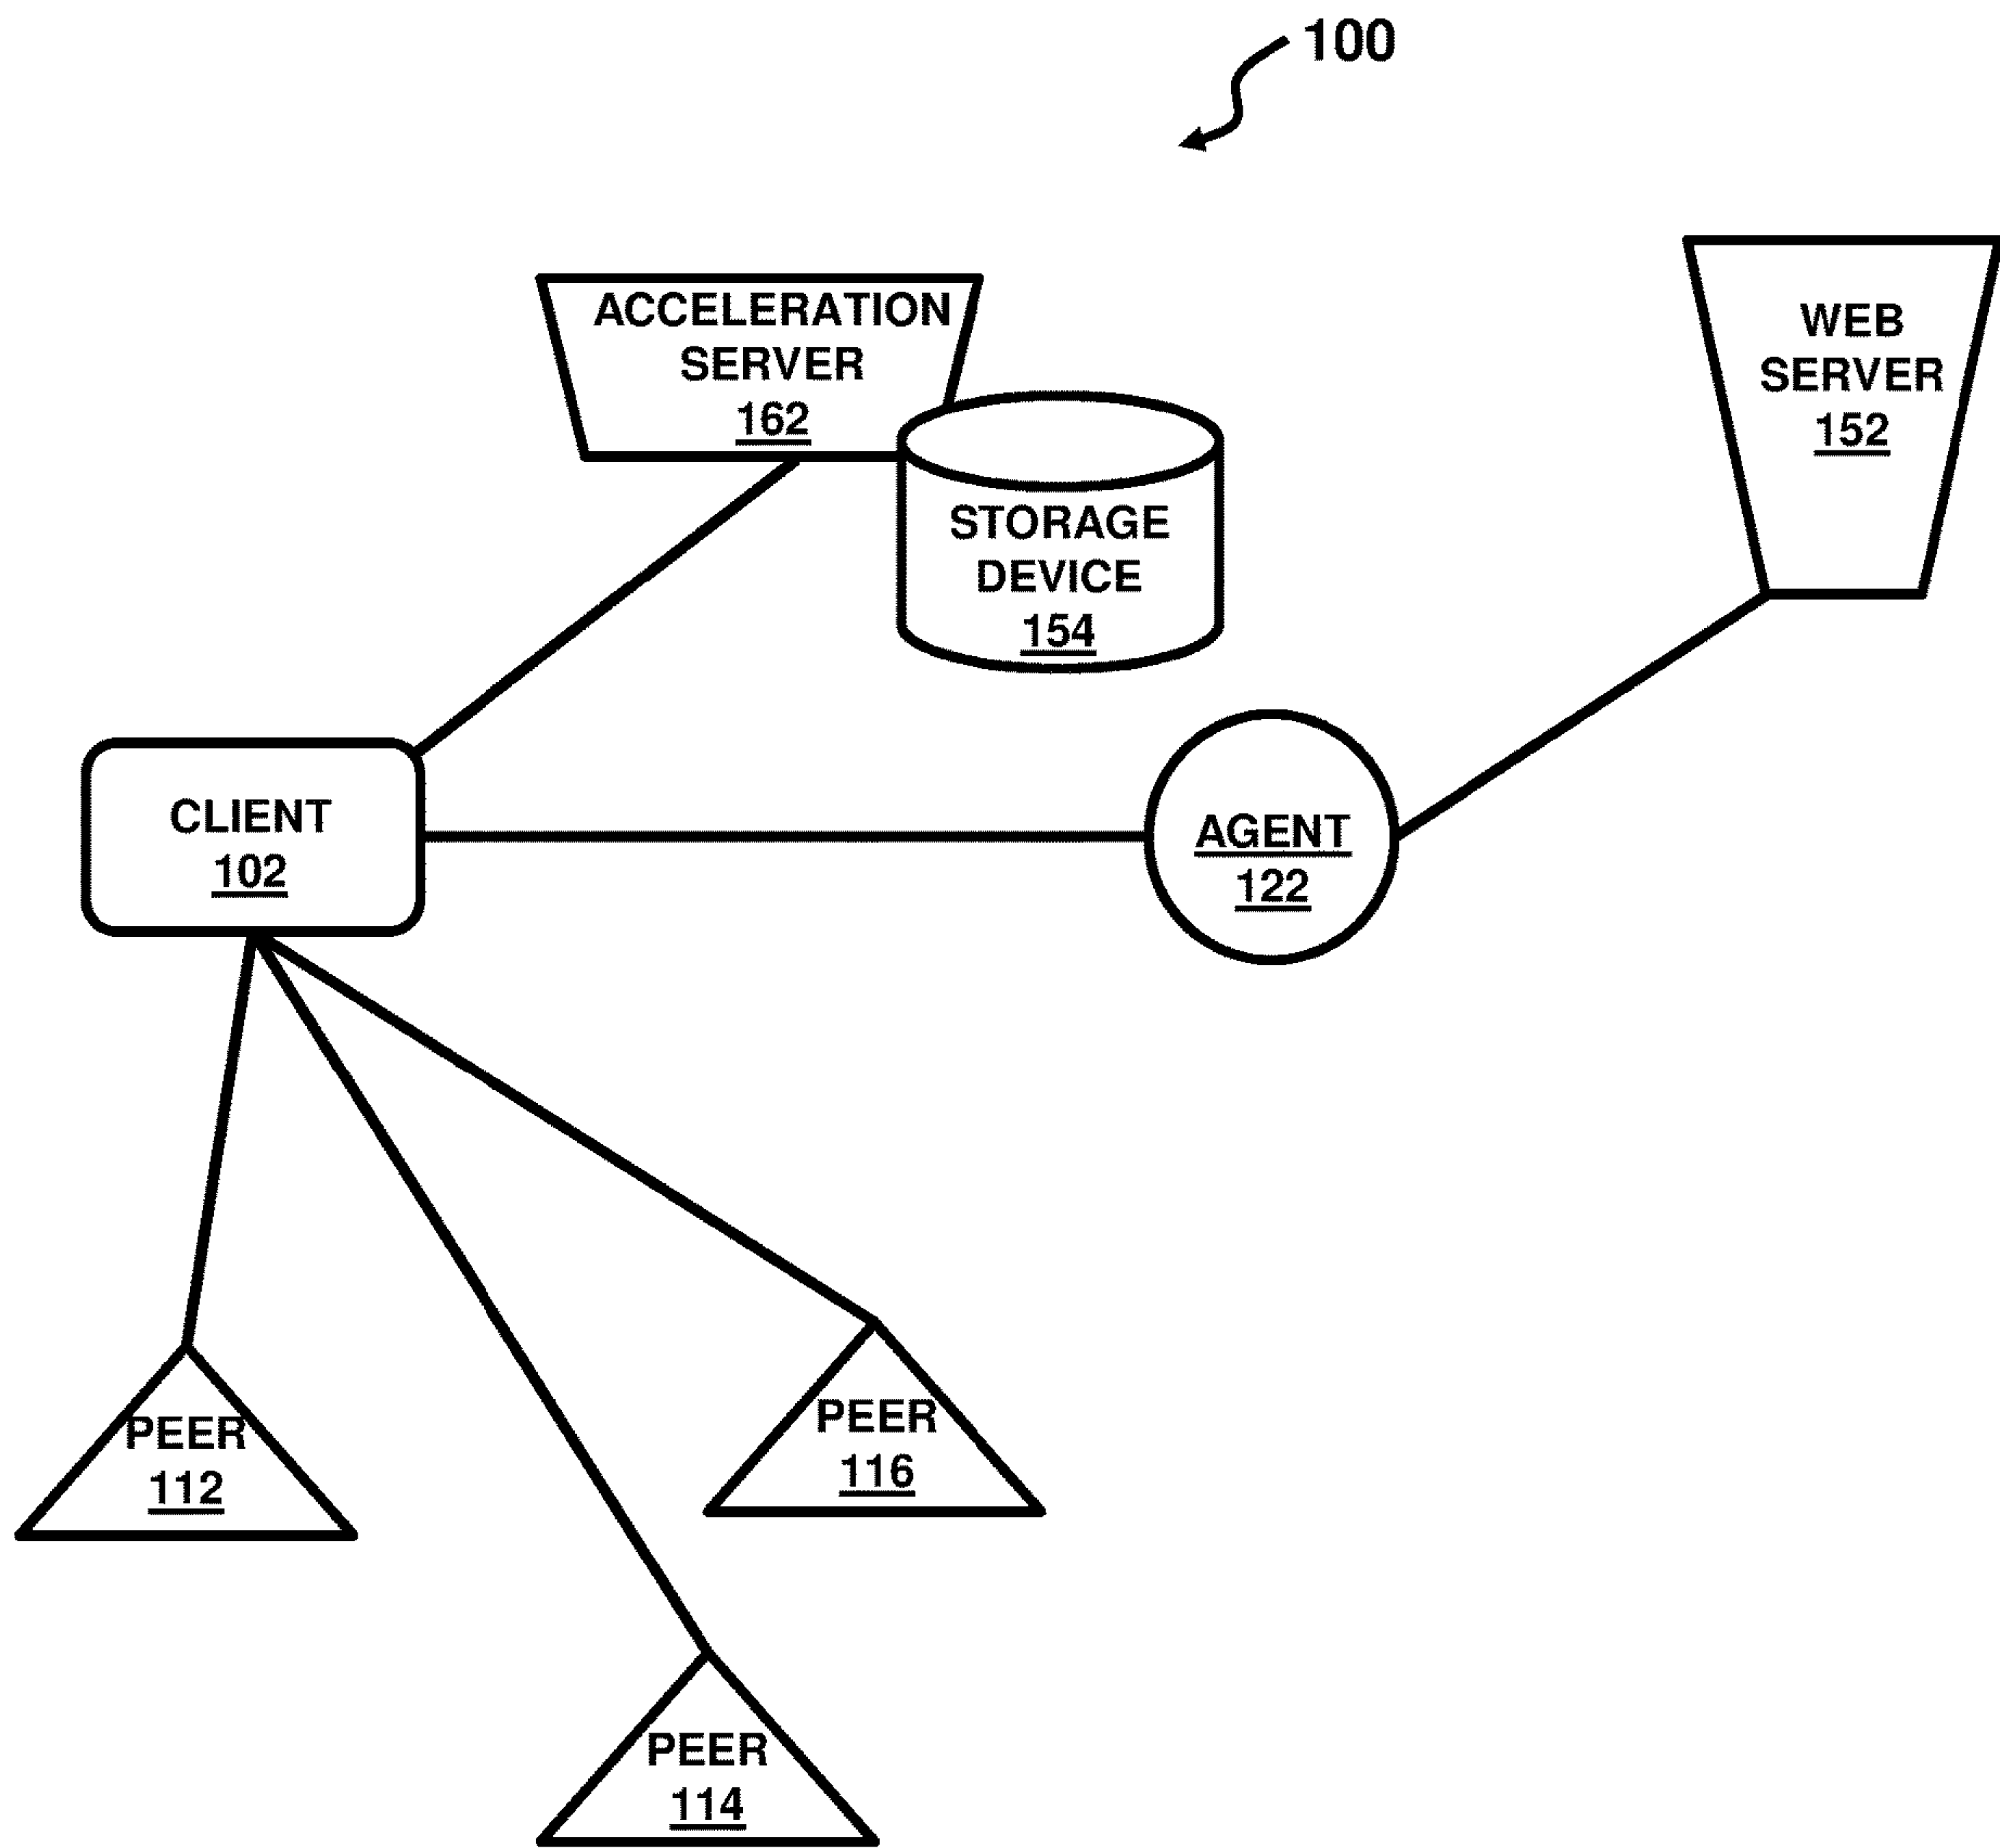 100
ACCELERATION
SERVER
162
WEB
SERVER
152
STORAGE
DEVICE
154
CLIENT
102
AGENT
122
PEER
112
PEER
116
PEER
114